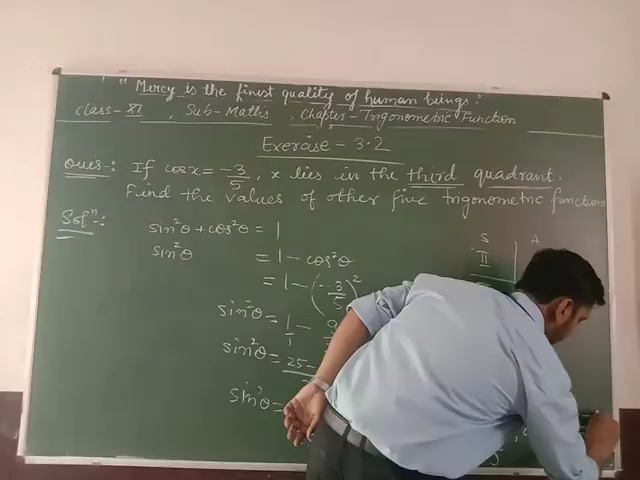 "Mercy is the finest quality of human beings."
Class-XI, Sub-Maths, Chapter-Trigonometric Function
Exercise - 3.2
Ques:- If cosx = -3/5, x lies in the third quadrant.
Find the values of other five trigonometric function
Solⁿ:- sin²θ + cos²θ = 1
sin²θ = 1 - cos²θ
= 1 - (-3/5)²
sin²θ = 1/1 - 9
sin²θ = 25-
sin²θ =
S A
II